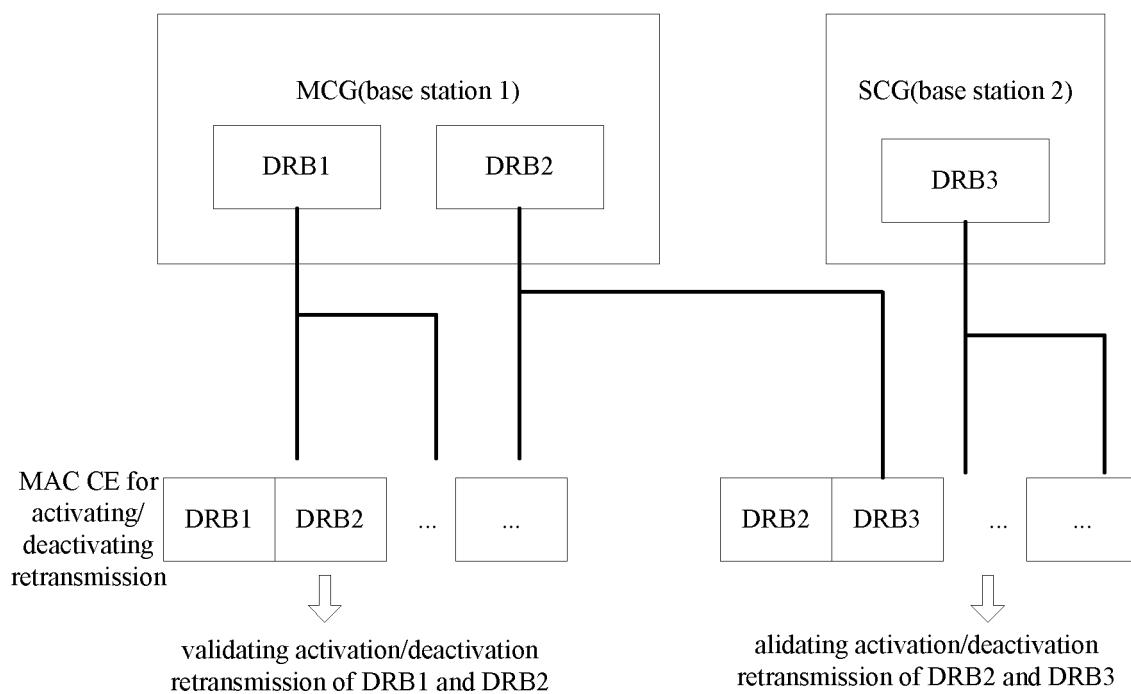 MCG(base station 1)
SCG(base station 2)
DRB1
DRB2
DRB3
MAC CE for
activating/
deactivating
retransmission
DRB1
DRB2
...
...
DRB2
DRB3
...
...
validating activation/deactivation
retransmission of DRB1 and DRB2
alidating activation/deactivation
retransmission of DRB2 and DRB3